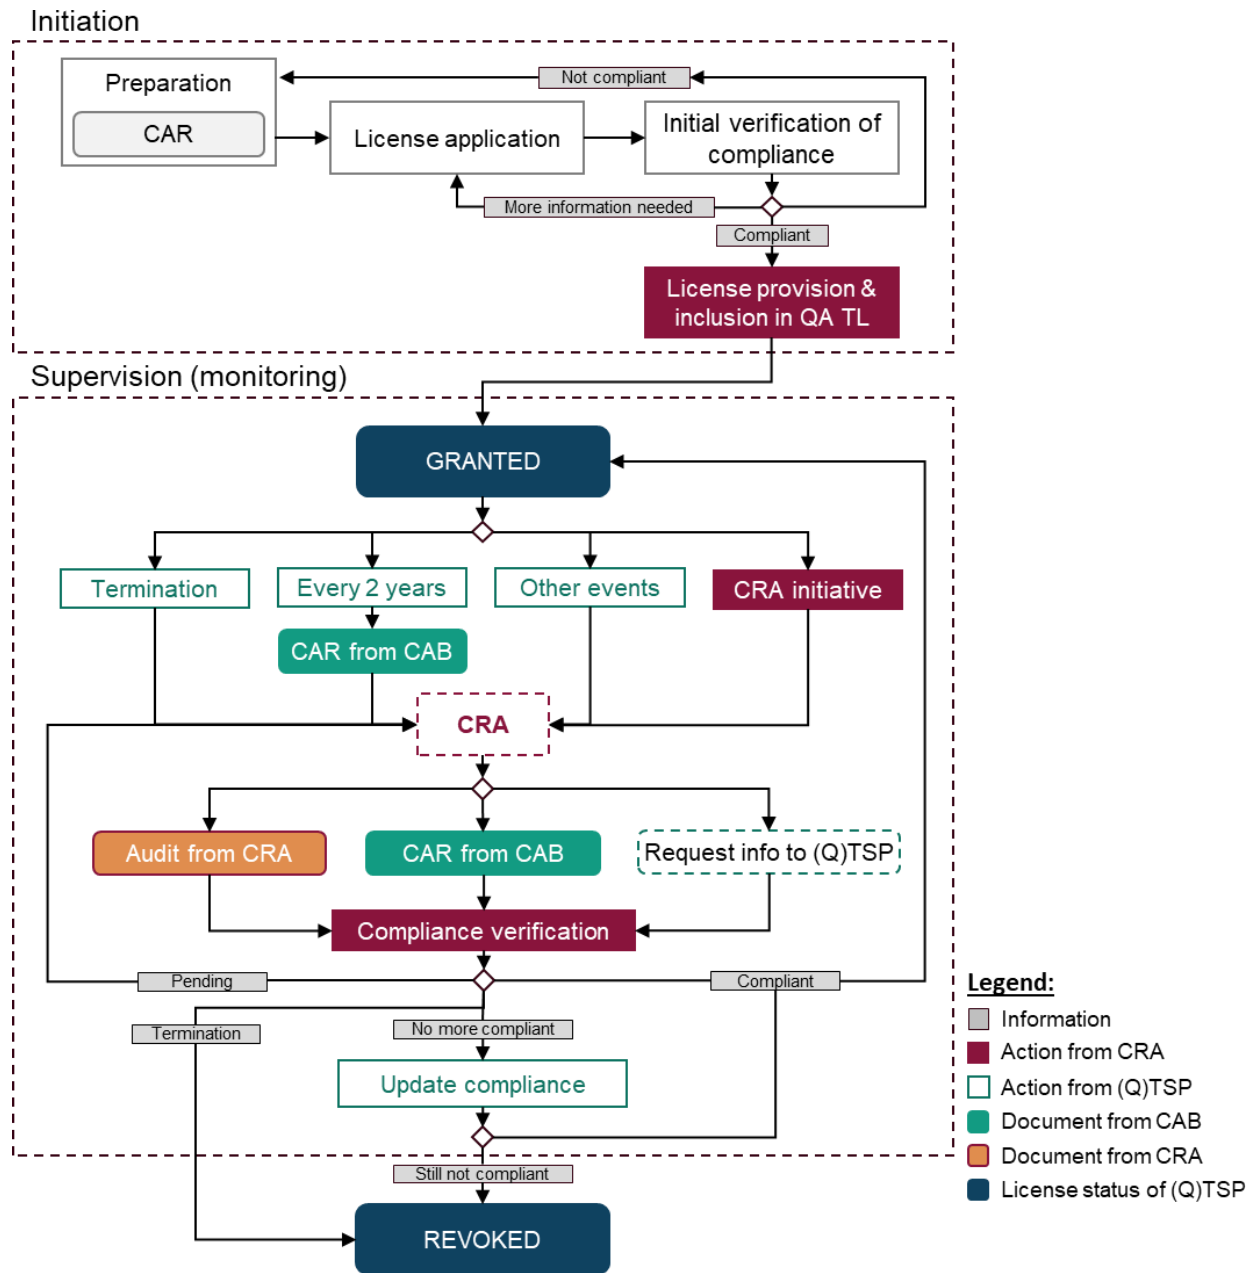 Initiation
Preparation
CAR
Not compliant
License application
Initial verification of
compliance
More information needed
Compliant
License provision &
inclusion in QA TL
Supervision (monitoring)
GRANTED
Termination
Every 2 years
Other events
CRA initiative
CAR from CAB
CRA
Audit from CRA
CAR from CAB
Request info to (Q)TSP
Compliance verification
Pending
Compliant
Termination
No more compliant
Update compliance
Still not compliant
REVOKED
Legend:
Information
Action from CRA
Action from (Q)TSP
Document from CAB
Document from CRA
License status of (Q)TSP